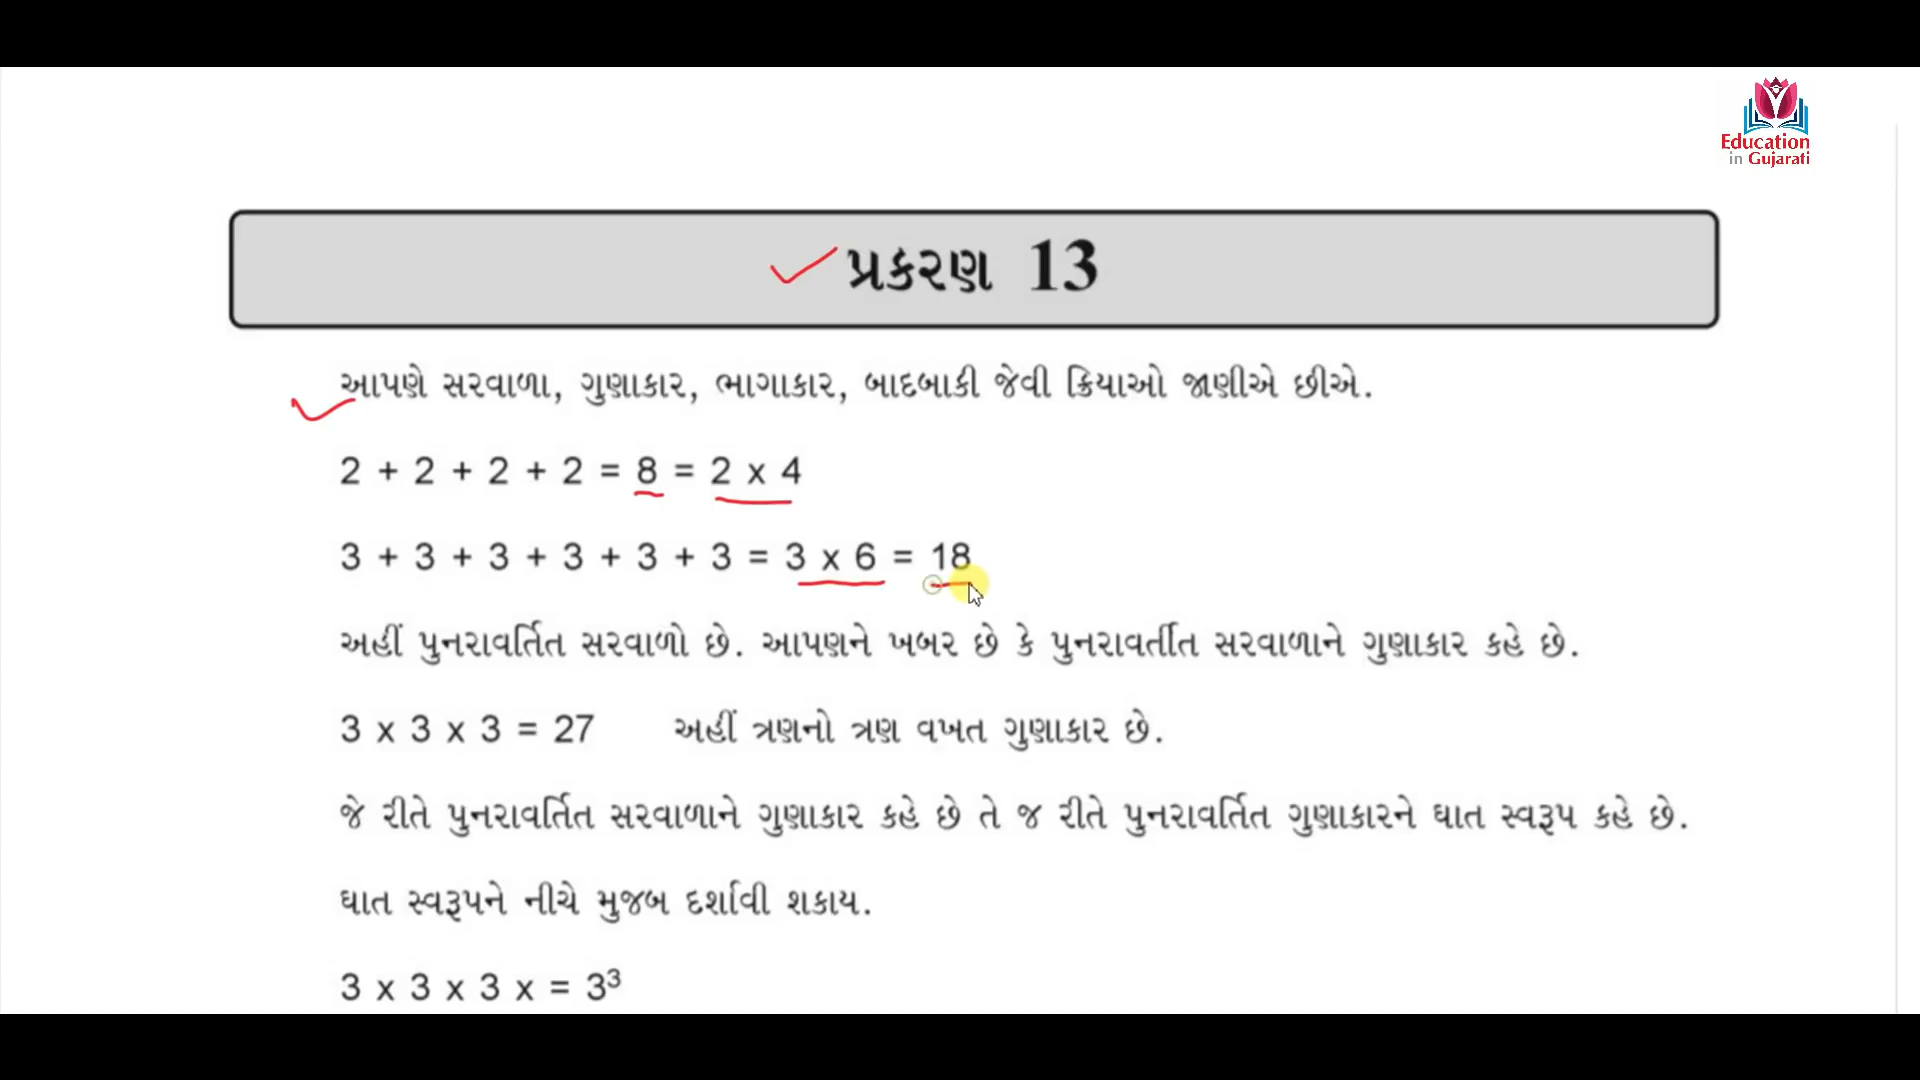 Education
in Gujarati
પ્રકરણ 13
આપણે સરવાળા, ગુણાકાર, ભાગાકાર, બાદબાકી જેવી ક્રિયાઓ જાણીએ છીએ.
2 + 2 + 2 + 2 = 8 = 2 x 4
3 + 3 + 3 + 3 + 3 + 3 = 3 x 6 = 18
અહીં પુનરાવર્તિત સરવાળો છે. આપણને ખબર છે કે પુનરાવર્તીત સરવાળાને ગુણાકાર કહે છે.
3 x 3 x 3 = 27 અહીં ત્રણનો ત્રણ વખત ગુણાકાર છે.
જે રીતે પુનરાવર્તિત સરવાળાને ગુણાકાર કહે છે તે જ રીતે પુનરાવર્તિત ગુણાકારને ઘાત સ્વરૂપ કહે છે.
ઘાત સ્વરૂપને નીચે મુજબ દર્શાવી શકાય.
3 x 3 x 3 x = 3³